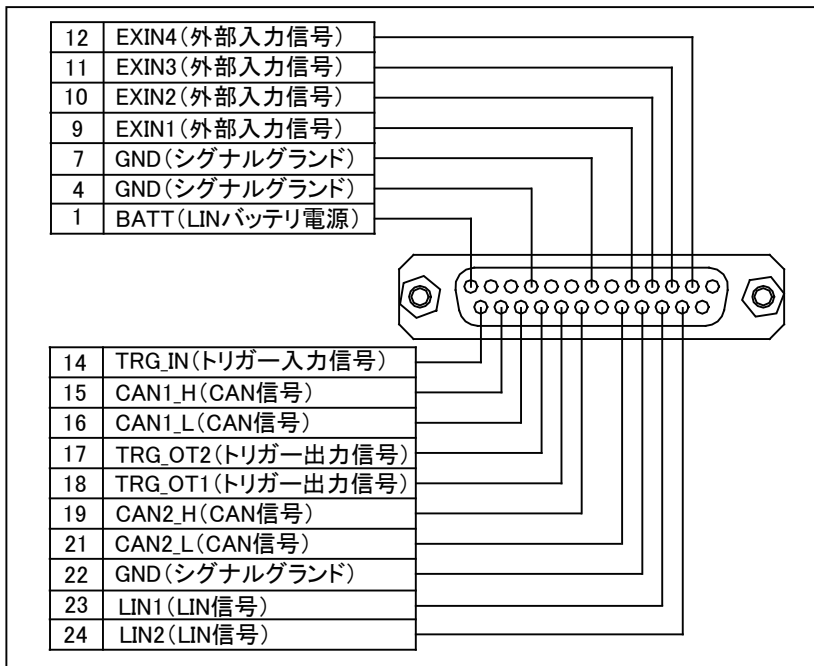 12 EXIN4(外部入力信号)
11 EXIN3(外部入力信号)
10 EXIN2(外部入力信号)
9 EXIN1(外部入力信号)
7 GND(シグナルグランド)
4 GND(シグナルグランド)
1 BATT(LINバッテリ電源)
14 TRG_IN(トリガー入力信号)
15 CAN1_H(CAN信号)
16 CAN1_L(CAN信号)
17 TRG_OT2(トリガー出力信号)
18 TRG_OT1(トリガー出力信号)
19 CAN2_H(CAN信号)
21 CAN2_L(CAN信号)
22 GND(シグナルグランド)
23 LIN1(LIN信号)
24 LIN2(LIN信号)